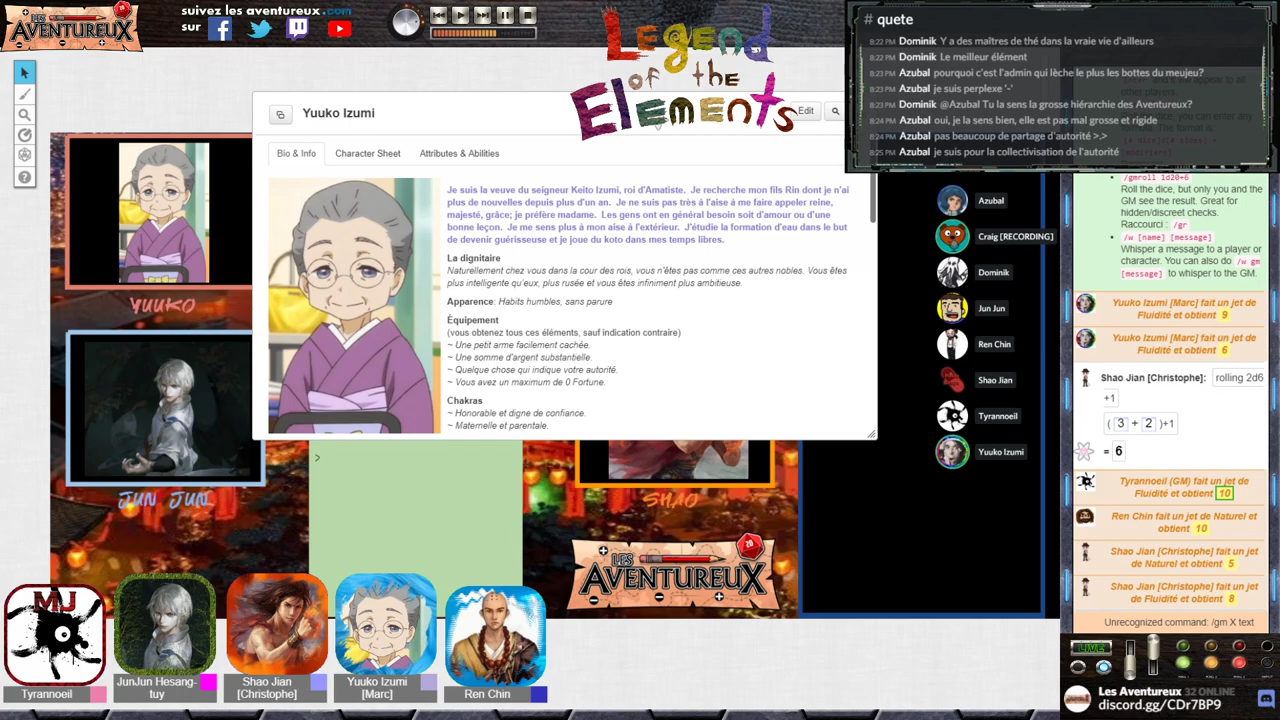 LES
AVENTUREUX
20
suivez les aventureux .com
sur
Legend
of the
Elements
# quete
8:22 PM Dominik Y a des maîtres de thé dans la vraie vie d'ailleurs
8:22 PM Dominik Le meilleur élément
8:23 PM Azubal pourquoi c'est l'admin qui lèche le plus les bottes du meujeu?
8:23 PM Azubal je suis perplexe '-'
8:23 PM Dominik @Azubal Tu la sens la grosse hiérarchie des Aventureux?
8:24 PM Azubal oui, je la sens bien, elle est pas mal grosse et rigide
8:24 PM Azubal pas beaucoup de partage d'autorité >.>
8:25 PM Azubal je suis pour la collectivisation de l'autorité
Yuuko Izumi
Edit
Bio & Info
Character Sheet
Attributes & Abilities
Je suis la veuve du seigneur Keito Izumi, roi d'Amatiste. Je recherche mon fils Rin dont je n'ai
plus de nouvelles depuis plus d'un an. Je ne suis pas très à l'aise à me faire appeler reine,
majesté, grâce; je préfère madame. Les gens ont en général besoin soit d'amour ou d'une
bonne leçon. Je me sens plus à mon aise à l'extérieur. J'étudie la formation d'eau dans le but
de devenir guérisseuse et je joue du koto dans mes temps libres.
La dignitaire
Naturellement chez vous dans la cour des rois, vous n'êtes pas comme ces autres nobles. Vous êtes
plus intelligente qu'eux, plus rusée et vous êtes infiniment plus ambitieuse.
Apparence: Habits humbles, sans parure
Équipement
(vous obtenez tous ces éléments, sauf indication contraire)
~ Une petit arme facilement cachée.
~ Une somme d'argent substantielle.
~ Quelque chose qui indique votre autorité.
~ Vous avez un maximum de 0 Fortune.
Chakras
~ Honorable et digne de confiance.
~ Maternelle et parentale.
YUUKO
JUN JUN
>
SHAO
LES
AVENTUREUX
20
Azubal
Craig [RECORDING]
Dominik
Jun Jun
Ren Chin
Shao Jian
Tyrannoeil
Yuuko Izumi
• /gmroll 1d20+6
Roll the dice, but only you and the
GM see the result. Great for
hidden/discreet checks.
Raccourci : /gr
• /w [name] [message]
Whisper a message to a player or
character. You can also do /w gm
[message] to whisper to the GM.
Yuuko Izumi [Marc] fait un jet de
Fluidité et obtient 9
Yuuko Izumi [Marc] fait un jet de
Fluidité et obtient 6
Shao Jian [Christophe]: rolling 2d6
+1
( 3 + 2 )+1
= 6
Tyrannoeil (GM) fait un jet de
Fluidité et obtient 10
Ren Chin fait un jet de Naturel et
obtient 10
Shao Jian [Christophe] fait un jet
de Naturel et obtient 5
Shao Jian [Christophe] fait un jet
de Fluidité et obtient 8
Unrecognized command: /gm X text
MJ
Tyrannoeil
JunJun Hesang-
tuy
Shao Jian
[Christophe]
Yuuko Izumi
[Marc]
Ren Chin
LIVE
Les Aventureux 32 ONLINE
discord.gg/CDr7BP9